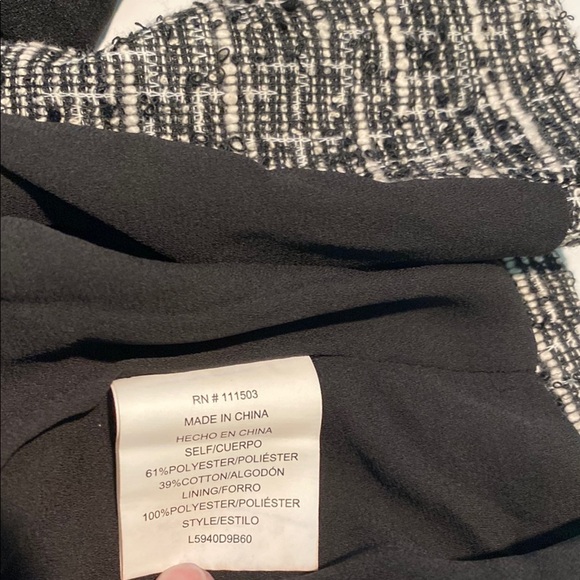 RN # 111503
MADE IN CHINA
HECHO EN CHINA
SELF/CUERPO
61%POLYESTER/POLIÉSTER
39%COTTON/ALGODÓN
LINING/FORRO
100%POLYESTER/POLIÉSTER
STYLE/ESTILO
L5940D9B60